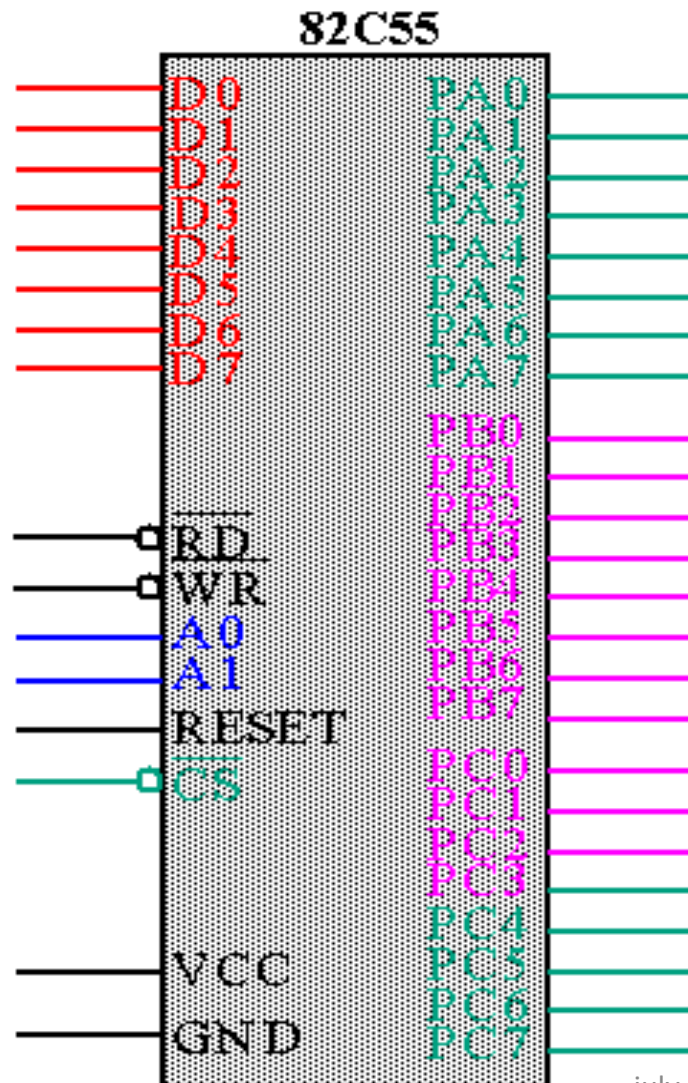 82C55
D0
D1
D2
D3
D4
D5
D6
D7
RD
WR
A0
A1
RESET
CS
VCC
GND
PA0
PA1
PA2
PA3
PA4
PA5
PA6
PA7
PB0
PB1
PB2
PB3
PB4
PB5
PB6
PB7
PC0
PC1
PC2
PC3
PC4
PC5
PC6
PC7